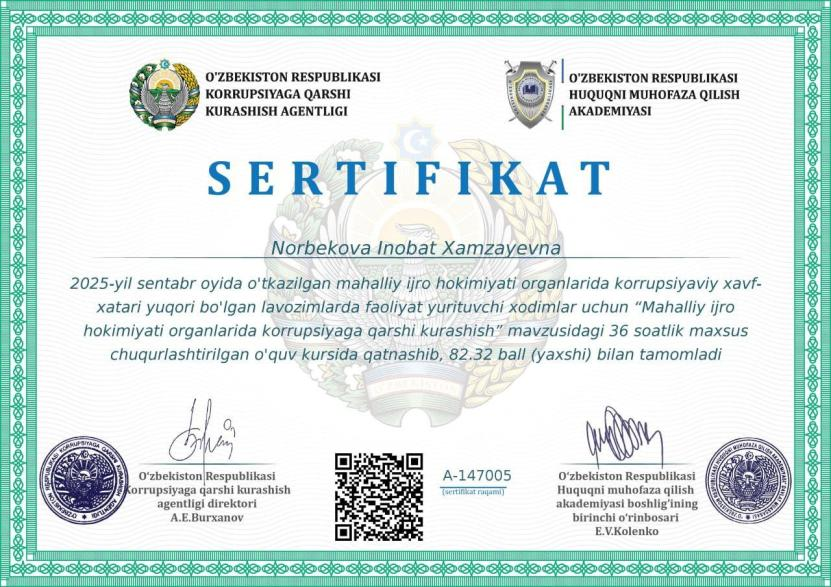 O'ZBEKISTON RESPUBLIKASI
KORRUPSIYAGA QARSHI
KURASHISH AGENTLIGI
O'ZBEKISTON RESPUBLIKASI
HUQUQNI MUHOFAZA QILISH
AKADEMIYASI
SERTIFIKAT
Norbekova Inobat Xamzayevna
2025-yil sentabr oyida o'tkazilgan mahalliy ijro hokimiyati organlarida korrupsiyaviy xavf-
xatari yuqori bo'lgan lavozimlarda faoliyat yurituvchi xodimlar uchun “Mahalliy ijro
hokimiyati organlarida korrupsiyaga qarshi kurashish” mavzusidagi 36 soatlik maxsus
chuqurlashtirilgan o'quv kursida qatnashib, 82.32 ball (yaxshi) bilan tamomladi
O‘zbekiston Respublikasi
Korrupsiyaga qarshi kurashish
agentligi direktori
A.E.Burxanov
A-147005
(sertifikat raqami)
O‘zbekiston Respublikasi
Huquqni muhofaza qilish
akademiyasi boshlig‘ining
birinchi o‘rinbosari
E.V.Kolenko